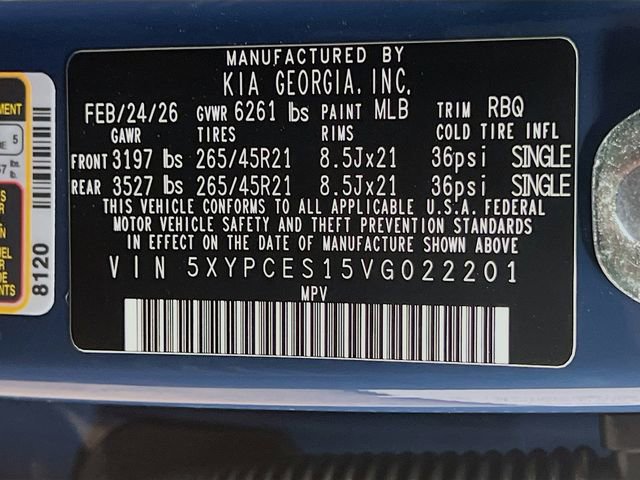 MANUFACTURED BY
KIA GEORGIA, INC.
FEB/24/26 GVWR 6261 lbs PAINT MLB TRIM RBQ
GAWR TIRES RIMS COLD TIRE INFL
FRONT 3197 lbs 265/45R21 8.5Jx21 36psi SINGLE
REAR 3527 lbs 265/45R21 8.5Jx21 36psi SINGLE
THIS VEHICLE CONFORMS TO ALL APPLICABLE U.S.A. FEDERAL
MOTOR VEHICLE SAFETY AND THEFT PREVENTION STANDARDS
IN EFFECT ON THE DATE OF MANUFACTURE SHOWN ABOVE
VIN 5XYPCES15VG022201
MPV
MENT
5
8120